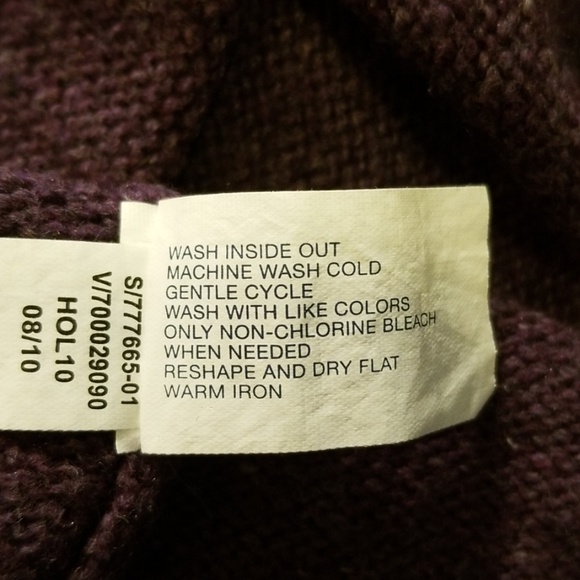 WASH INSIDE OUT
MACHINE WASH COLD
GENTLE CYCLE
WASH WITH LIKE COLORS
ONLY NON-CHLORINE BLEACH
WHEN NEEDED
RESHAPE AND DRY FLAT
WARM IRON
S/777665-01
V/700029090
HOL10
08/10